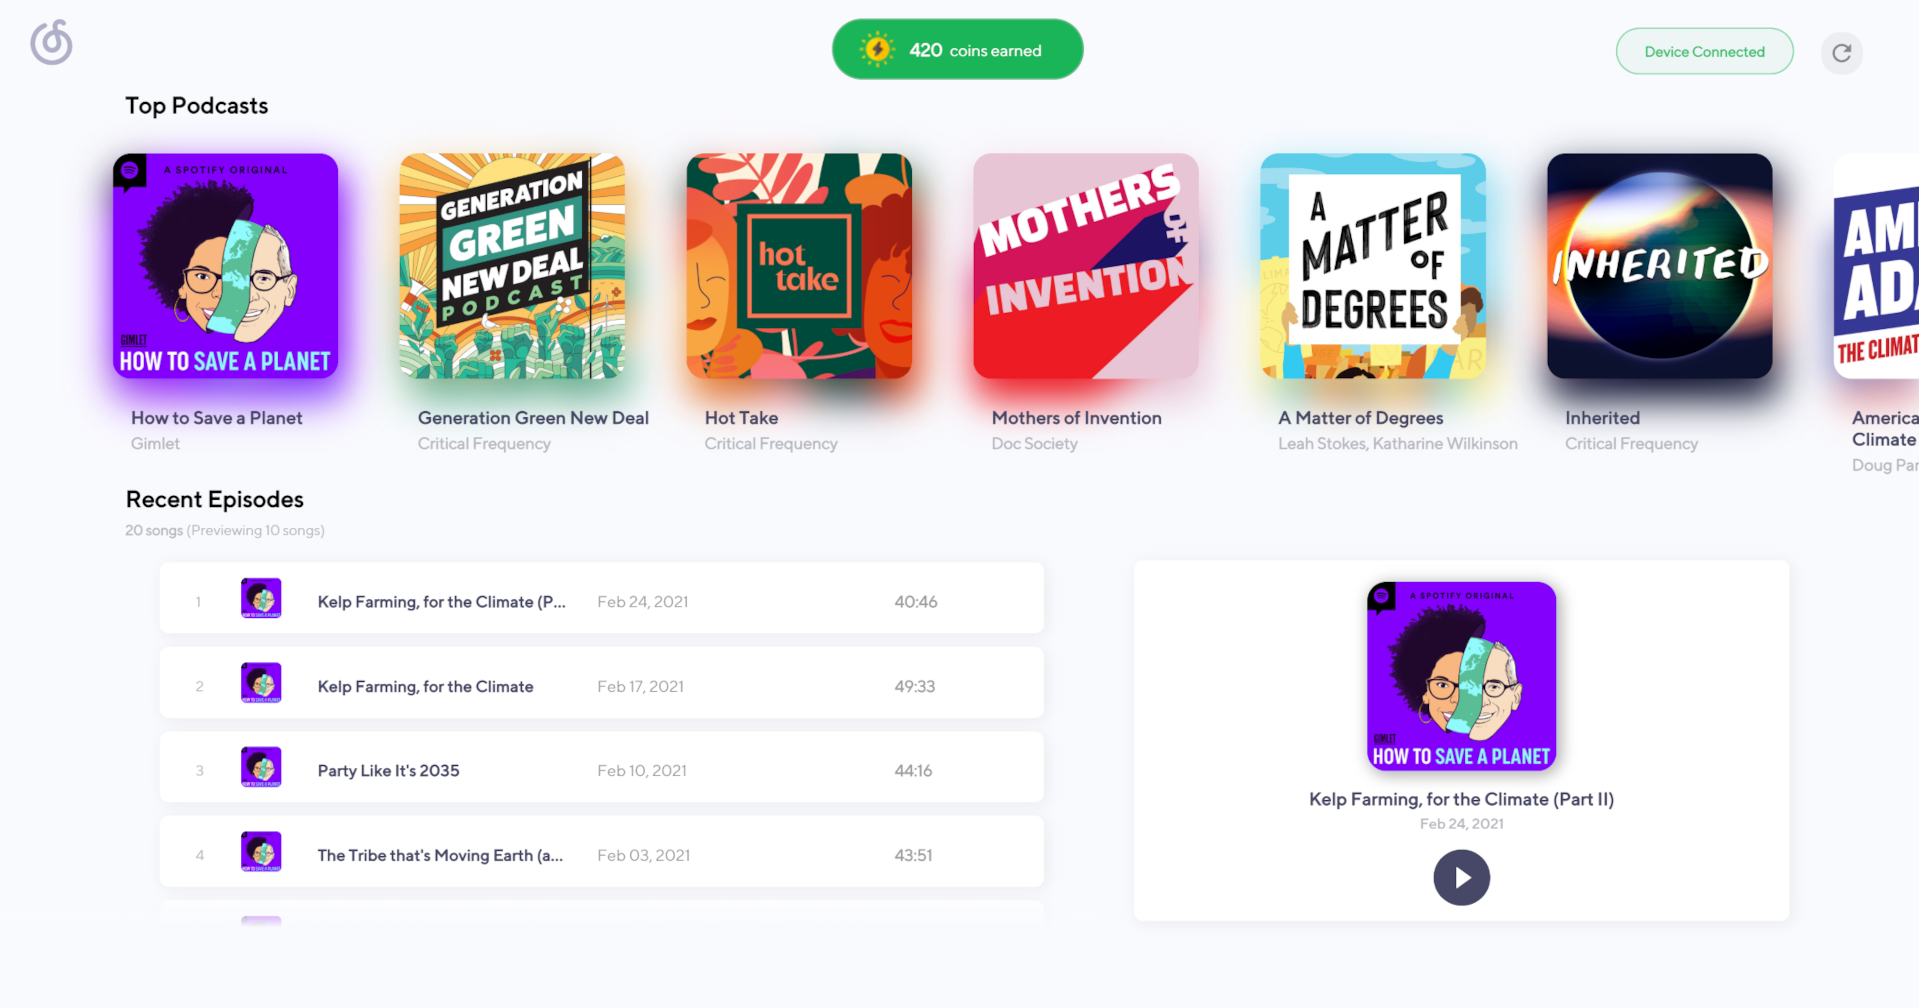 420 coins earned
Device Connected
Top Podcasts
A SPOTIFY ORIGINAL
GIMLET
HOW TO SAVE A PLANET
GENERATION
GREEN
NEW DEAL
PODCAST
hot
take
MOTHERS
OF
INVENTION
A
MATTER
OF
DEGREES
INHERITED
AM
ADA
THE CLIMAT
How to Save a Planet
Gimlet
Generation Green New Deal
Critical Frequency
Hot Take
Critical Frequency
Mothers of Invention
Doc Society
A Matter of Degrees
Leah Stokes, Katharine Wilkinson
Inherited
Critical Frequency
America
Climate
Doug Par
Recent Episodes
20 songs (Previewing 10 songs)
1 Kelp Farming, for the Climate (P... Feb 24, 2021 40:46
2 Kelp Farming, for the Climate Feb 17, 2021 49:33
3 Party Like It's 2035 Feb 10, 2021 44:16
4 The Tribe that's Moving Earth (a... Feb 03, 2021 43:51
A SPOTIFY ORIGINAL
GIMLET
HOW TO SAVE A PLANET
Kelp Farming, for the Climate (Part II)
Feb 24, 2021